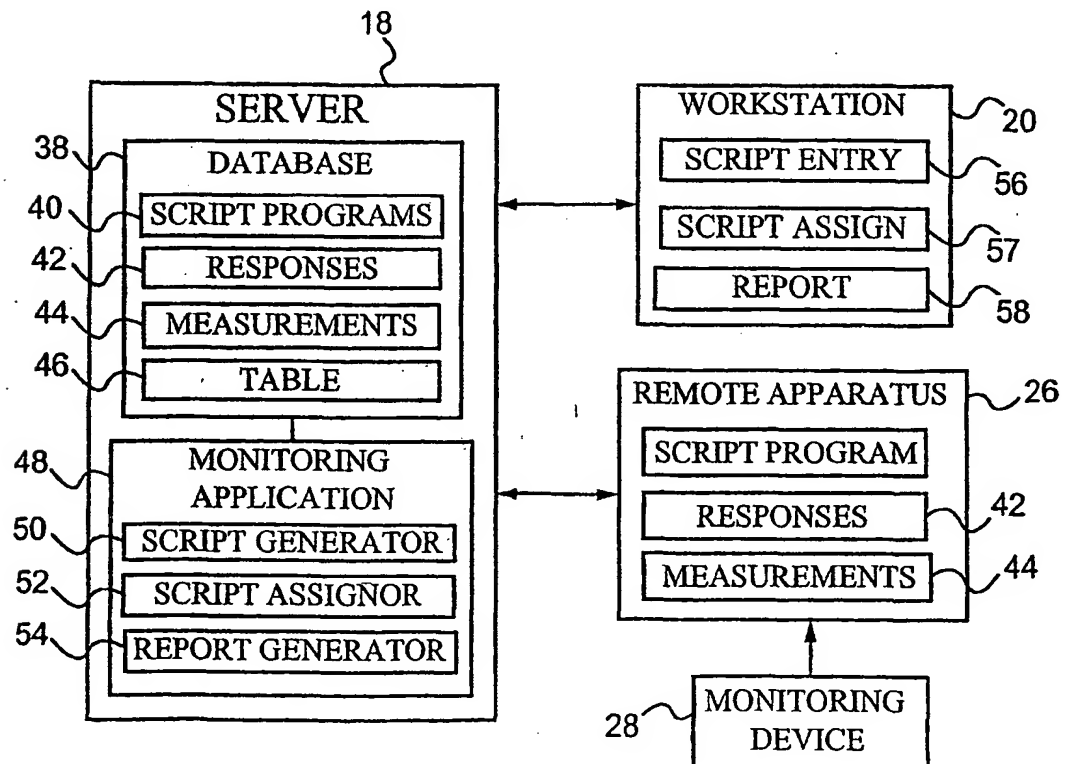 18
SERVER
38
DATABASE
40
SCRIPT PROGRAMS
42
RESPONSES
44
MEASUREMENTS
46
TABLE
48
MONITORING
APPLICATION
50
SCRIPT GENERATOR
52
SCRIPT ASSIGNOR
54
REPORT GENERATOR
WORKSTATION
20
SCRIPT ENTRY
56
SCRIPT ASSIGN
57
REPORT
58
REMOTE APPARATUS
26
SCRIPT PROGRAM
RESPONSES
42
MEASUREMENTS
44
28
MONITORING
DEVICE